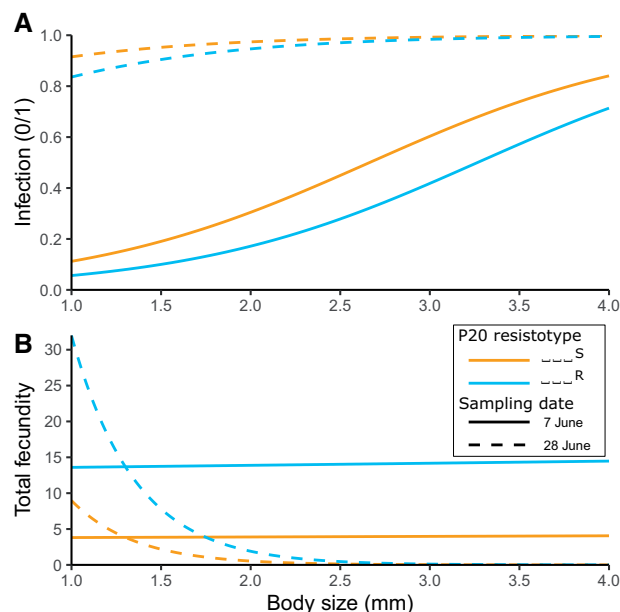 A
Infection (0/1)
1.0
0.8
0.6
0.4
0.2
0.0
1.0 1.5 2.0 2.5 3.0 3.5 4.0
B
Total fecundity
30
25
20
15
10
5
0
P20 resistotype
⎵⎵⎵S
⎵⎵⎵R
Sampling date
7 June
28 June
1.0 1.5 2.0 2.5 3.0 3.5 4.0
Body size (mm)